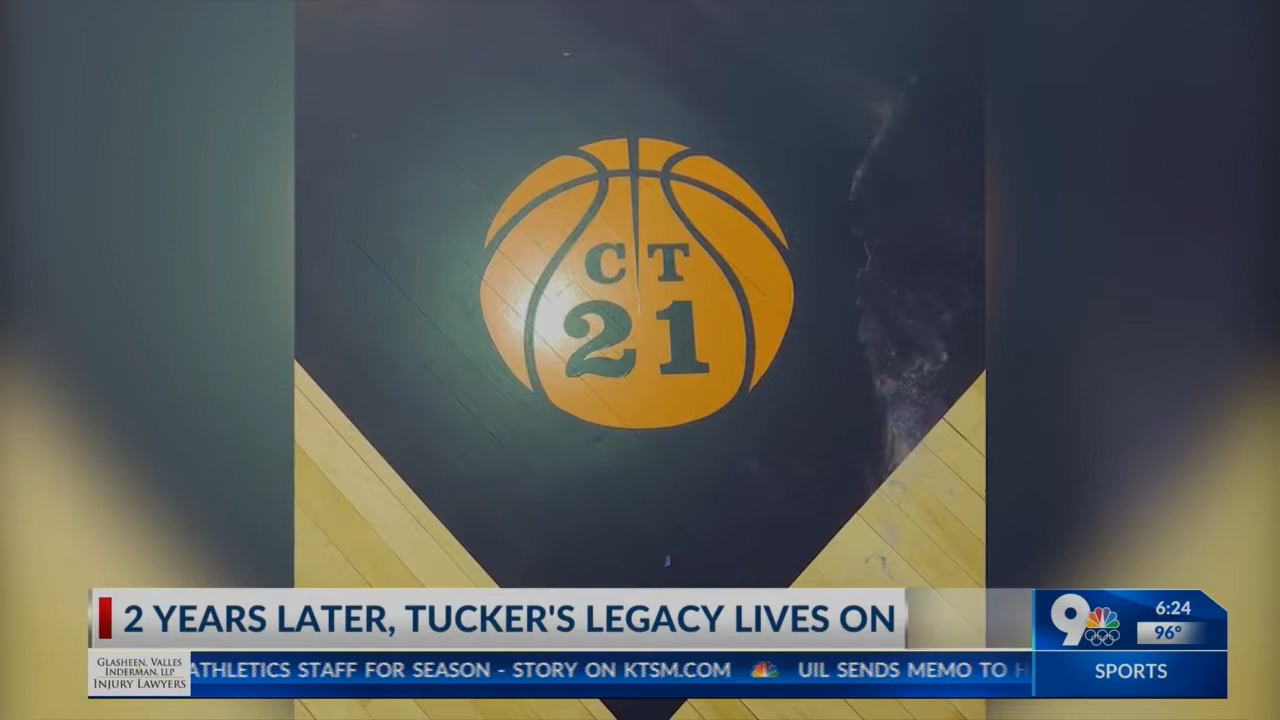 CT
21
2 YEARS LATER, TUCKER'S LEGACY LIVES ON
9
6:24
96°
SPORTS
GLASHEEN, VALLES
INDERMAN, LLP
INJURY LAWYERS
ATHLETICS STAFF FOR SEASON - STORY ON KTSM.COM UIL SENDS MEMO TO H